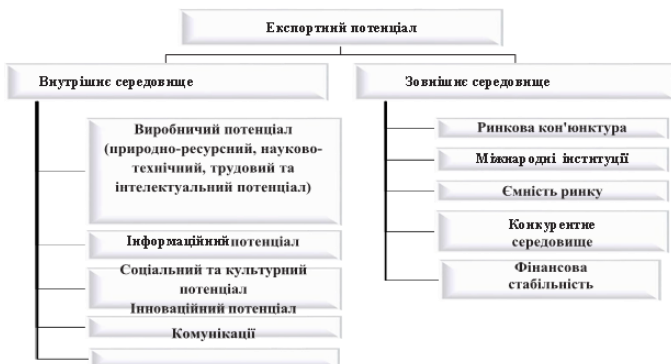 Експортний потенціал
Внутрішнє середовище
Виробничий потенціал
(природно-ресурсний, науково-
технічний, трудовий та
інтелектуальний потенціал)
Інформаційний потенціал
Соціальний та культурний
потенціал
Інноваційний потенціал
Комунікації
Зовнішнє середовище
Ринкова кон'юнктура
Міжнародні інституції
Ємність ринку
Конкурентне
середовище
Фінансова
стабільність